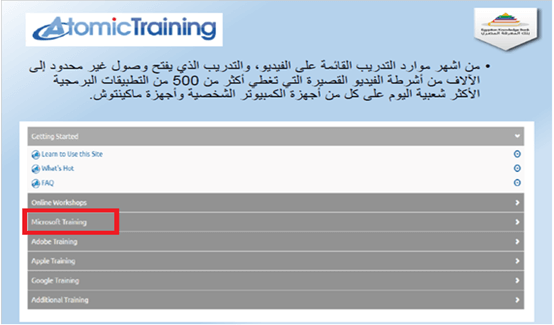 AtomicTraining
Egyptian Knowledge Bank
بنك المعرفة المصري
• من اشهر موارد التدريب القائمة على الفيديو، والتدريب الذي يفتح وصول غير محدود إلى
الآلاف من أشرطة الفيديو القصيرة التي تغطي أكثر من 500 من التطبيقات البرمجية
الأكثر شعبية اليوم على كل من أجهزة الكمبيوتر الشخصية وأجهزة ماكينتوش.
Getting Started
Learn to Use this Site
What's Hot
FAQ
Online Workshops
Microsoft Training
Adobe Training
Apple Training
Google Training
Additional Training